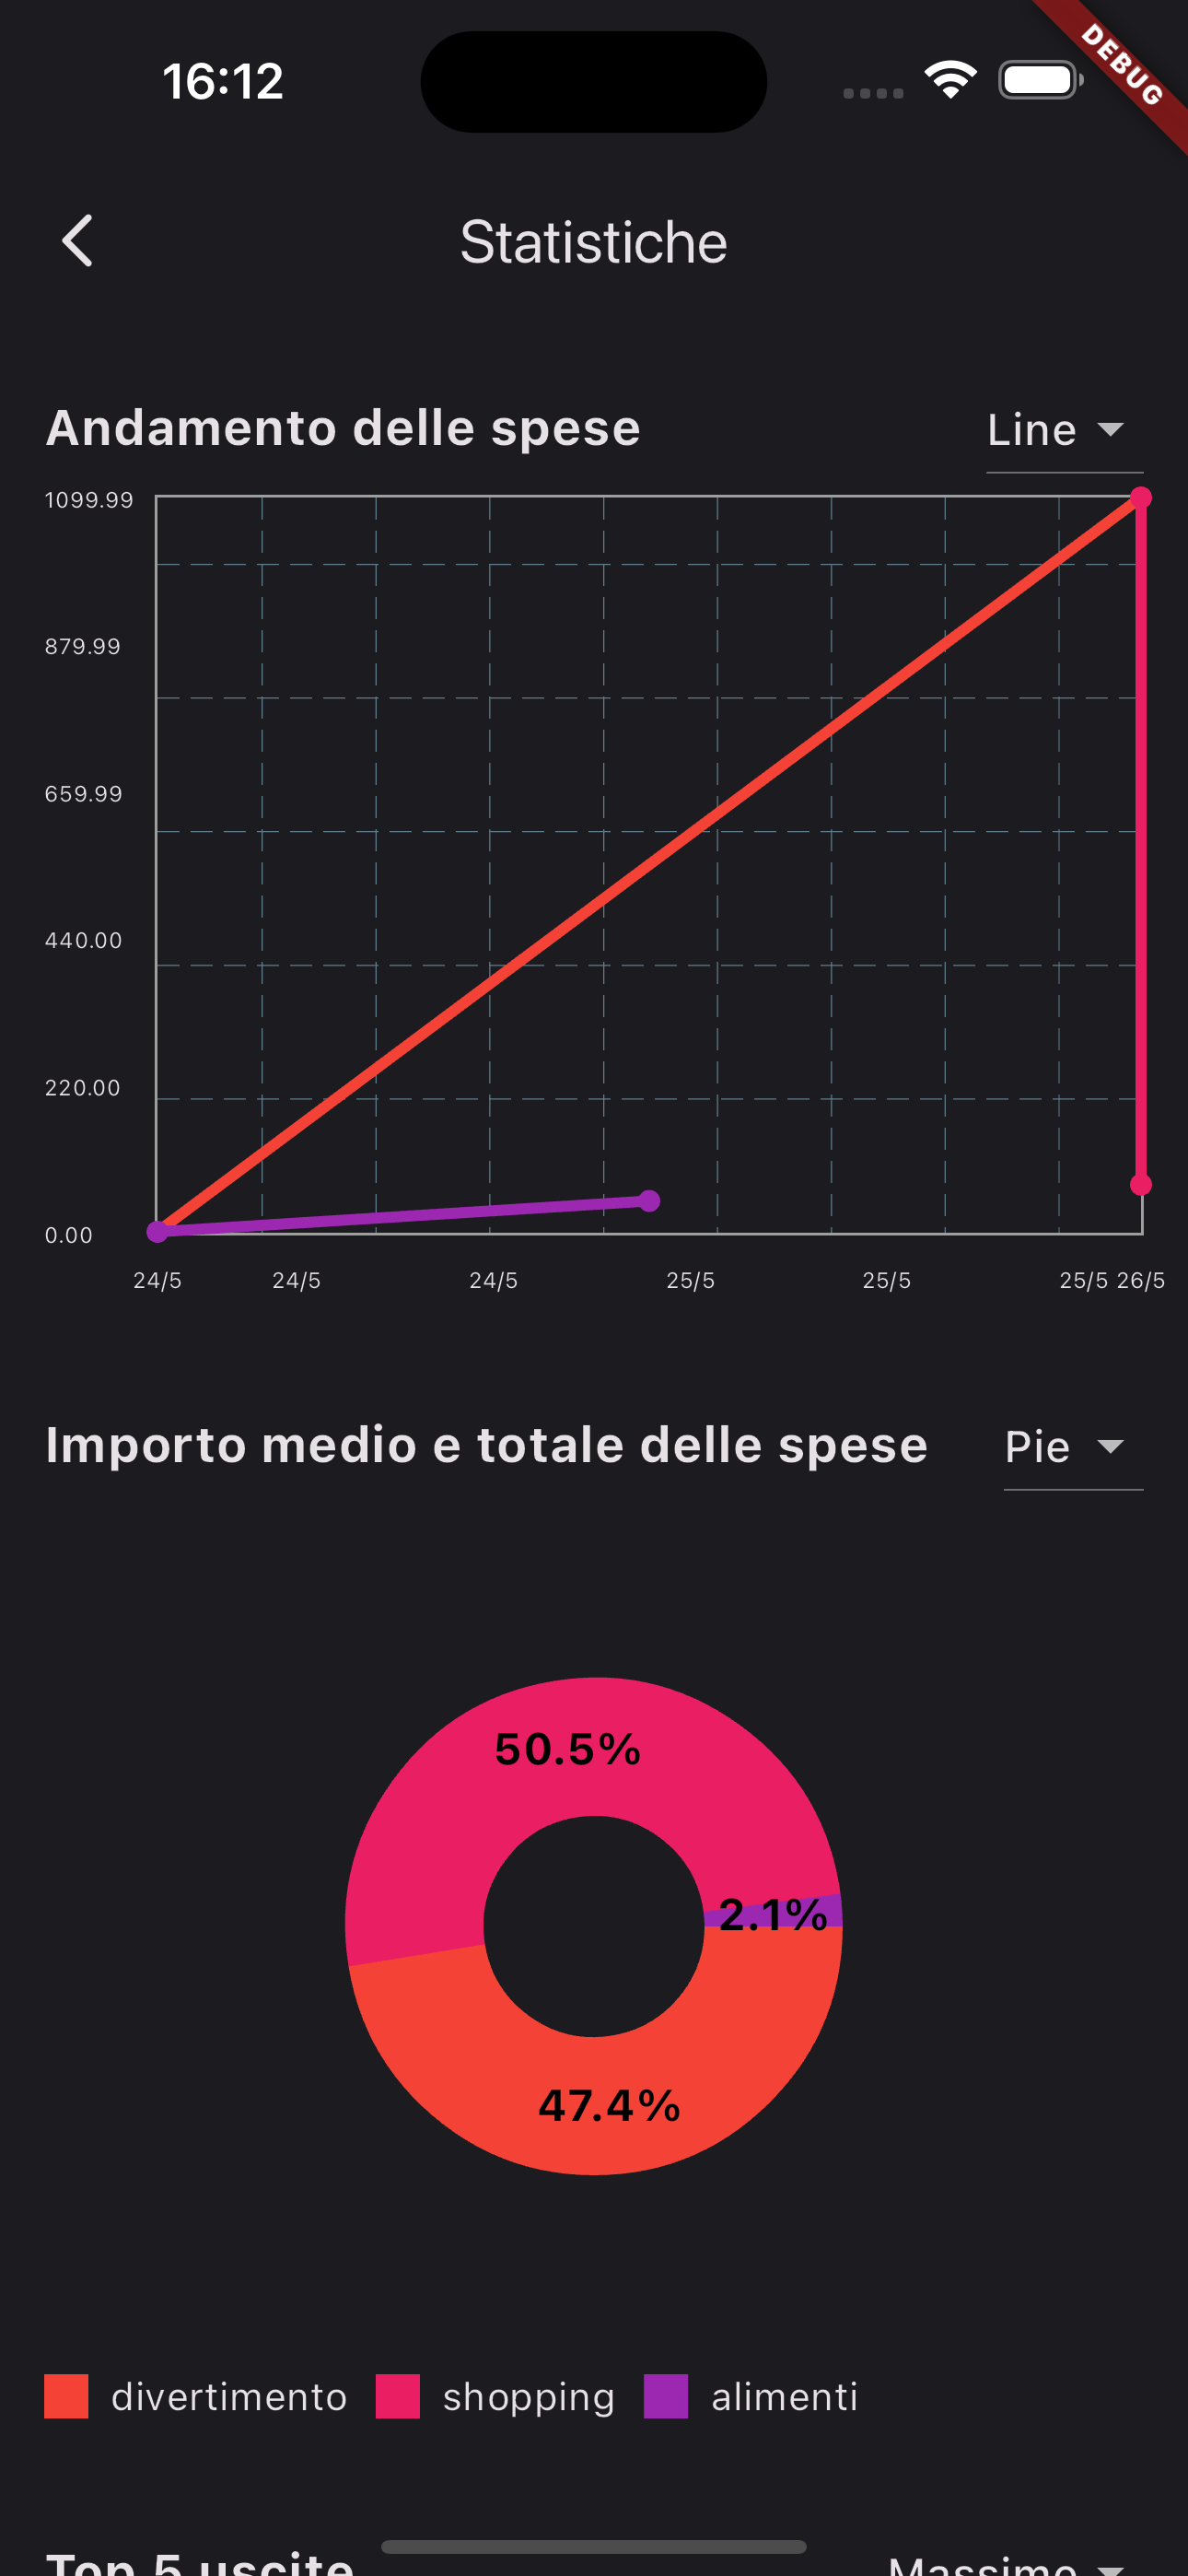 16:12
DEBUG
Statistiche
Andamento delle spese
Line
1099.99
879.99
659.99
440.00
220.00
0.00
24/5 24/5 24/5 25/5 25/5 25/5 26/5
Importo medio e totale delle spese
Pie
50.5%
2.1%
47.4%
divertimento shopping alimenti
Top 5 uscite
Massimo